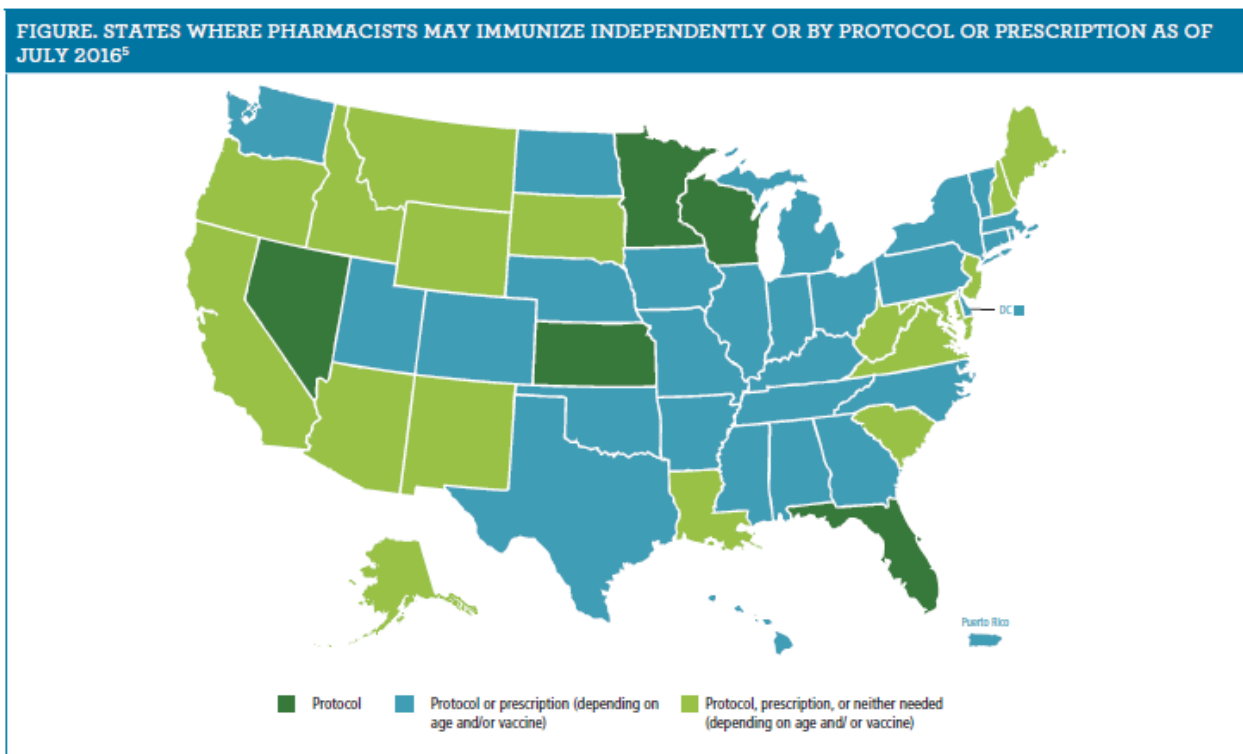 FIGURE. STATES WHERE PHARMACISTS MAY IMMUNIZE INDEPENDENTLY OR BY PROTOCOL OR PRESCRIPTION AS OF
JULY 2016⁵
DC
Puerto Rico
Protocol
Protocol or prescription (depending on
age and/or vaccine)
Protocol, prescription, or neither needed
(depending on age and/ or vaccine)